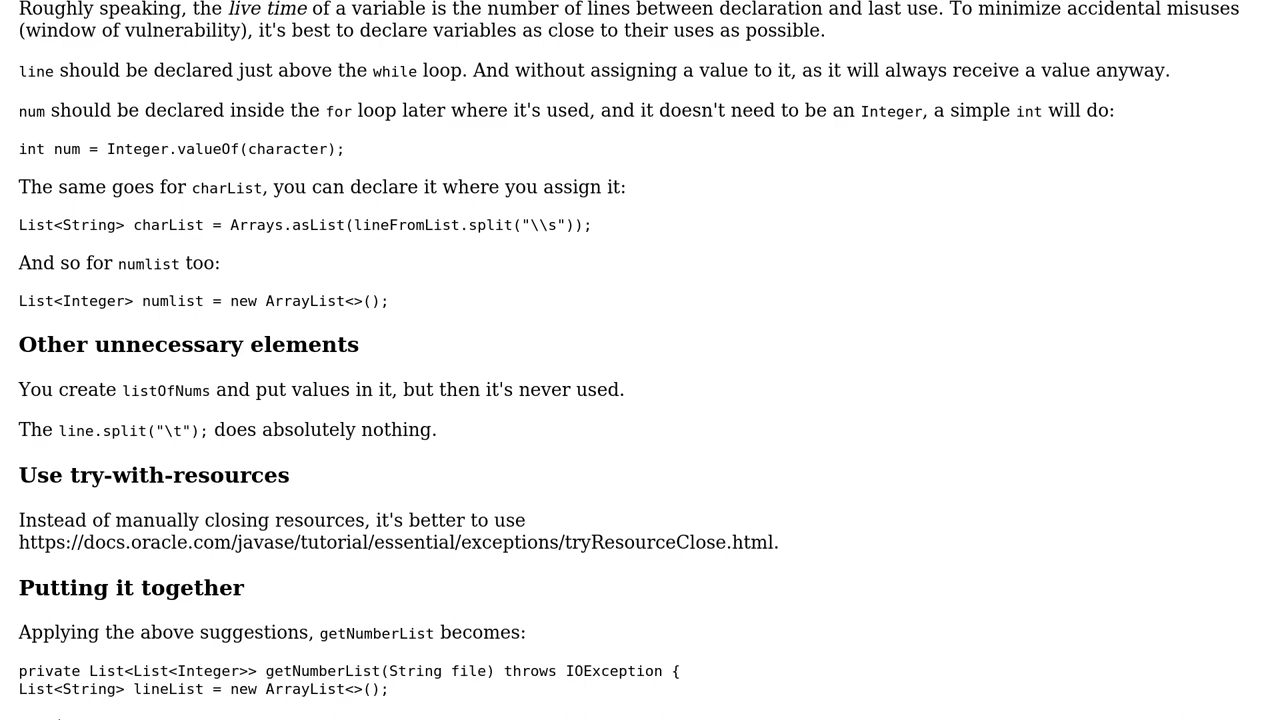 Roughly speaking, the live time of a variable is the number of lines between declaration and last use. To minimize accidental misuses
(window of vulnerability), it's best to declare variables as close to their uses as possible.
line should be declared just above the while loop. And without assigning a value to it, as it will always receive a value anyway.
num should be declared inside the for loop later where it's used, and it doesn't need to be an Integer, a simple int will do:
int num = Integer.valueOf(character);
The same goes for charList, you can declare it where you assign it:
List<String> charList = Arrays.asList(lineFromList.split("\\s"));
And so for numlist too:
List<Integer> numlist = new ArrayList<>();
Other unnecessary elements
You create listOfNums and put values in it, but then it's never used.
The line.split("\t"); does absolutely nothing.
Use try-with-resources
Instead of manually closing resources, it's better to use
https://docs.oracle.com/javase/tutorial/essential/exceptions/tryResourceClose.html.
Putting it together
Applying the above suggestions, getNumberList becomes:
private List<List<Integer>> getNumberList(String file) throws IOException {
List<String> lineList = new ArrayList<>();